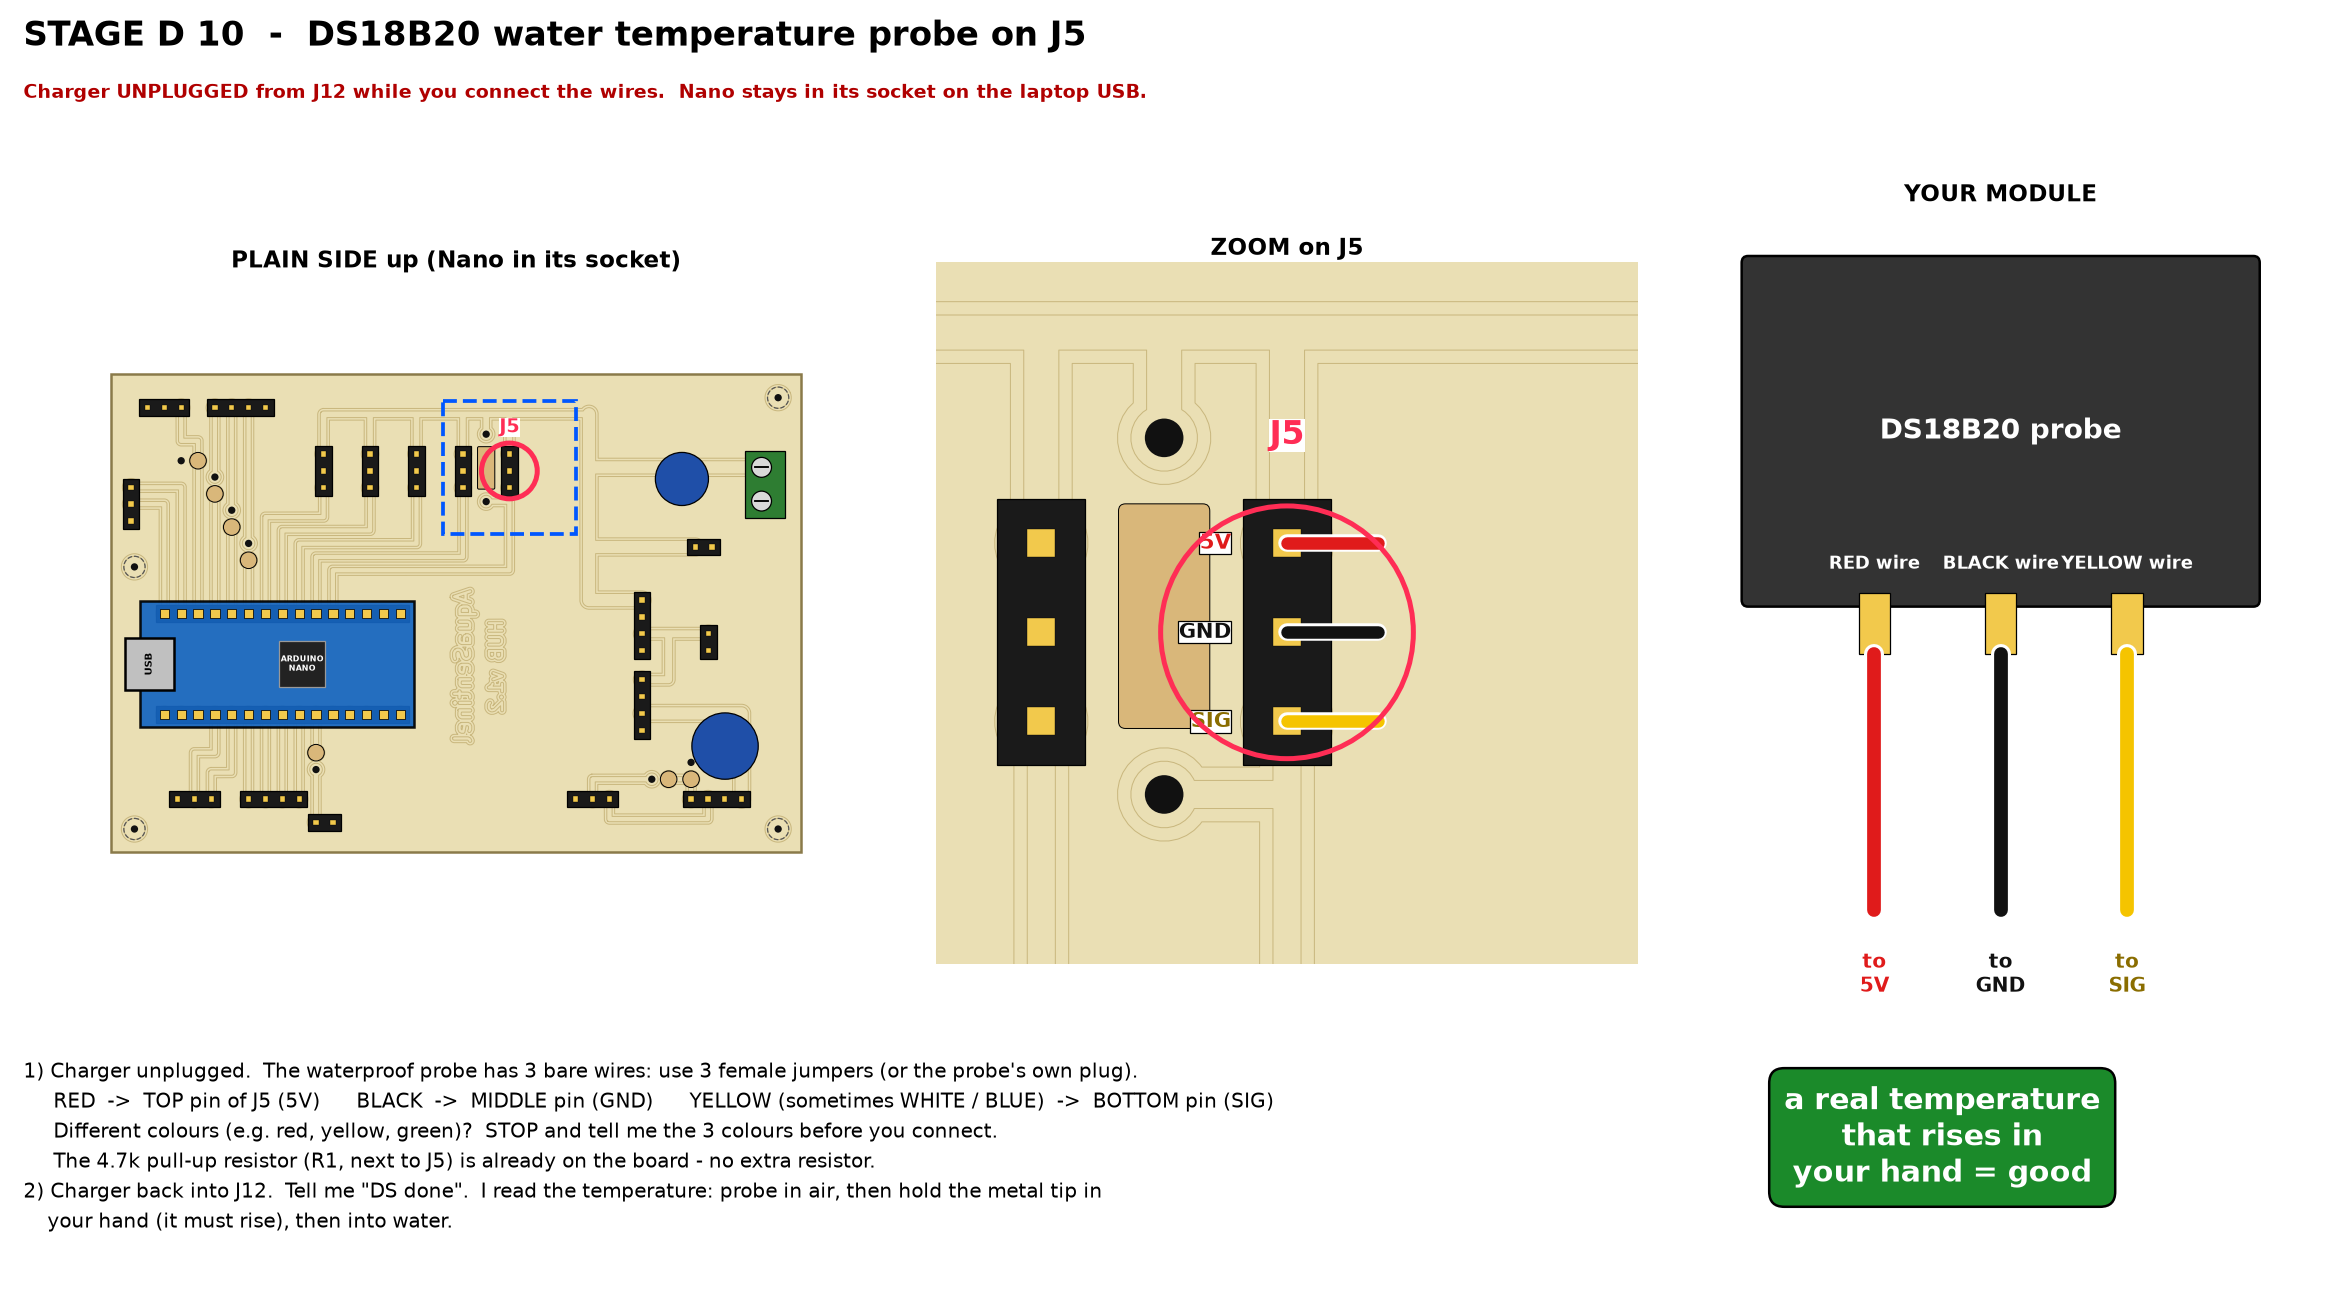 STAGE D 10  -  DS18B20 water temperature probe on J5
Charger UNPLUGGED from J12 while you connect the wires.  Nano stays in its socket on the laptop USB.
PLAIN SIDE up (Nano in its socket)
J5
USB
ARDUINO
NANO
AquaSentinel
HUB v1.2
ZOOM on J5
J5
5V
GND
SIG
YOUR MODULE
DS18B20 probe
RED wire
BLACK wire
YELLOW wire
to
5V
to
GND
to
SIG
1) Charger unplugged.  The waterproof probe has 3 bare wires: use 3 female jumpers (or the probe's own plug).
RED  ->  TOP pin of J5 (5V)      BLACK  ->  MIDDLE pin (GND)      YELLOW (sometimes WHITE / BLUE)  ->  BOTTOM pin (SIG)
Different colours (e.g. red, yellow, green)?  STOP and tell me the 3 colours before you connect.
The 4.7k pull-up resistor (R1, next to J5) is already on the board - no extra resistor.
2) Charger back into J12.  Tell me "DS done".  I read the temperature: probe in air, then hold the metal tip in
your hand (it must rise), then into water.
a real temperature
that rises in
your hand = good